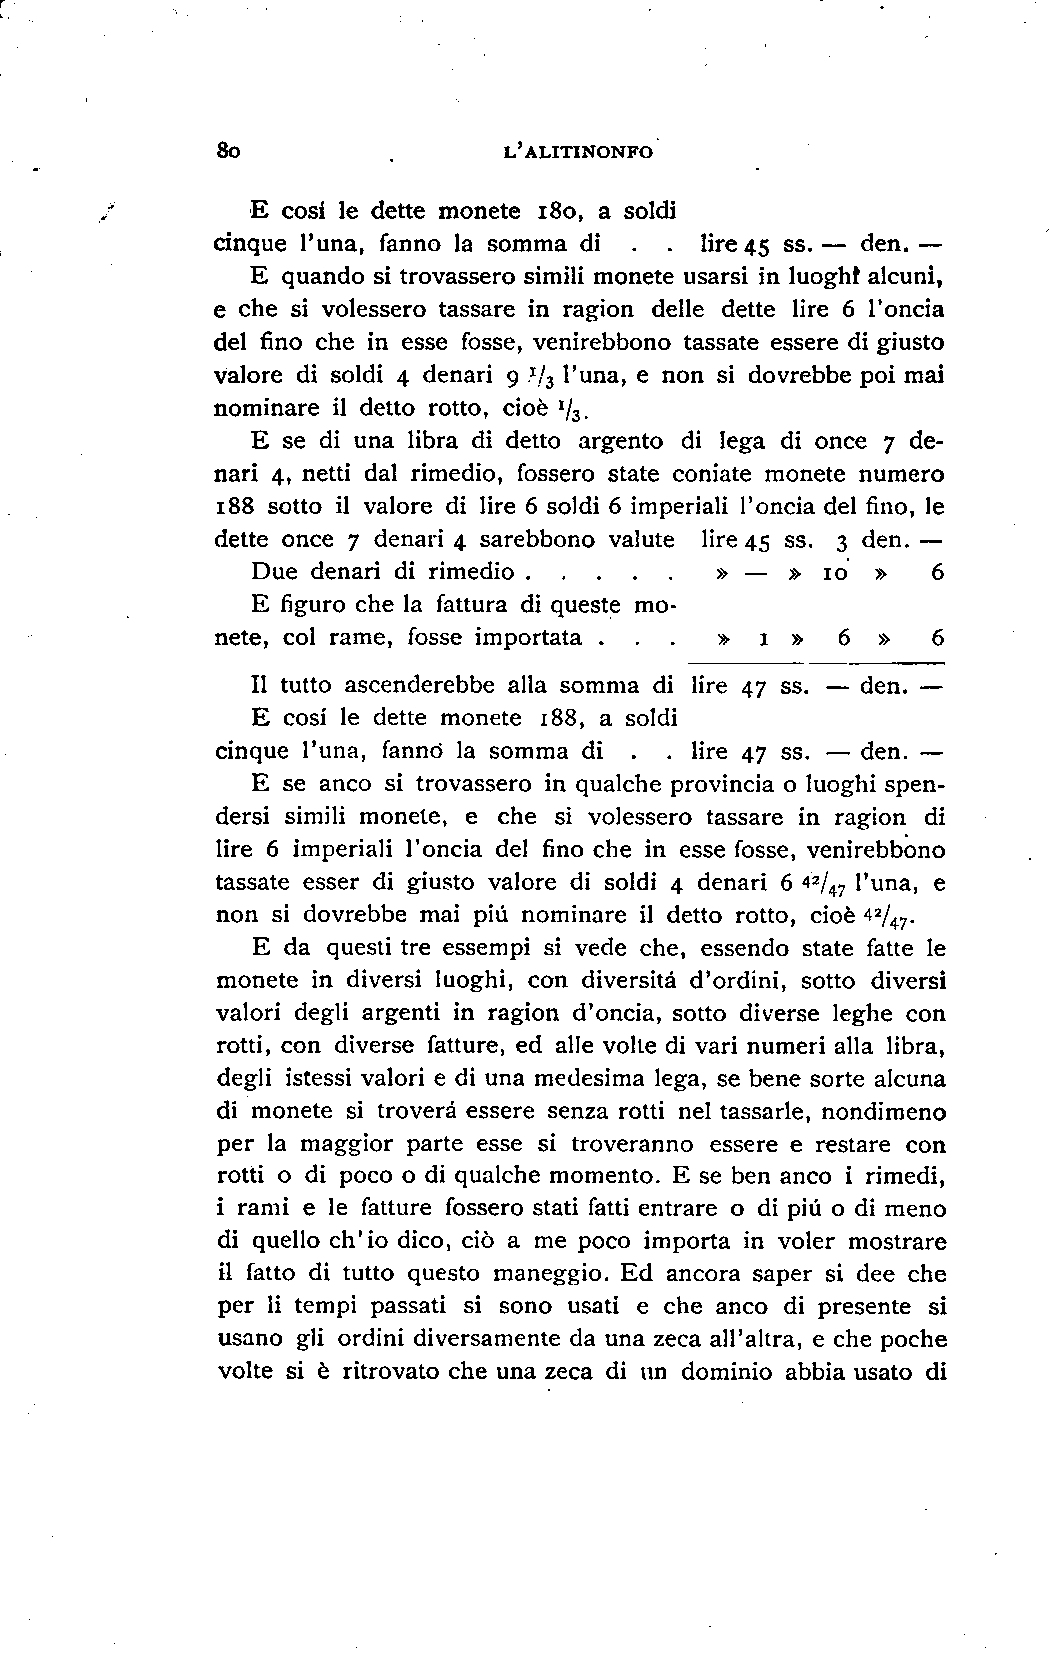 80 L'ALITINONFO
E cosí le dette monete 180, a soldi
cinque l'una, fanno la somma di . . lire 45 ss. — den. —
E quando si trovassero simili monete usarsi in luoghi alcuni,
e che si volessero tassare in ragion delle dette lire 6 l'oncia
del fino che in esse fosse, venirebbono tassate essere di giusto
valore di soldi 4 denari 9 1/3 l'una, e non si dovrebbe poi mai
nominare il detto rotto, cioè 1/3.
E se di una libra di detto argento di lega di once 7 de-
nari 4, netti dal rimedio, fossero state coniate monete numero
188 sotto il valore di lire 6 soldi 6 imperiali l'oncia del fino, le
dette once 7 denari 4 sarebbono valute lire 45 ss. 3 den. —
Due denari di rimedio . . . . . » — » 10 » 6
E figuro che la fattura di queste mo-
nete, col rame, fosse importata . . . » 1 » 6 » 6
Il tutto ascenderebbe alla somma di lire 47 ss. — den. —
E cosí le dette monete 188, a soldi
cinque l'una, fanno la somma di . . lire 47 ss. — den. —
E se anco si trovassero in qualche provincia o luoghi spen-
dersi simili monete, e che si volessero tassare in ragion di
lire 6 imperiali l'oncia del fino che in esse fosse, venirebbono
tassate esser di giusto valore di soldi 4 denari 6 42/47 l'una, e
non si dovrebbe mai piú nominare il detto rotto, cioè 42/47.
E da questi tre essempi si vede che, essendo state fatte le
monete in diversi luoghi, con diversitá d'ordini, sotto diversi
valori degli argenti in ragion d'oncia, sotto diverse leghe con
rotti, con diverse fatture, ed alle volte di vari numeri alla libra,
degli istessi valori e di una medesima lega, se bene sorte alcuna
di monete si troverá essere senza rotti nel tassarle, nondimeno
per la maggior parte esse si troveranno essere e restare con
rotti o di poco o di qualche momento. E se ben anco i rimedi,
i rami e le fatture fossero stati fatti entrare o di piú o di meno
di quello ch'io dico, ciò a me poco importa in voler mostrare
il fatto di tutto questo maneggio. Ed ancora saper si dee che
per li tempi passati si sono usati e che anco di presente si
usano gli ordini diversamente da una zeca all'altra, e che poche
volte si è ritrovato che una zeca di un dominio abbia usato di